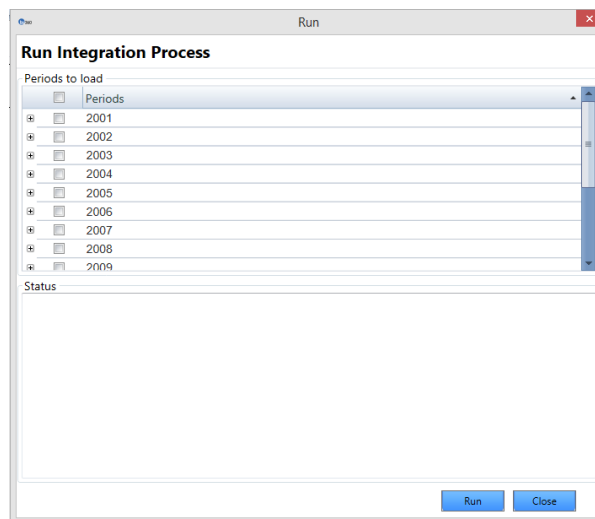 Run
Run Integration Process
Periods to load
Periods
2001
2002
2003
2004
2005
2006
2007
2008
2009
Status
Run Close